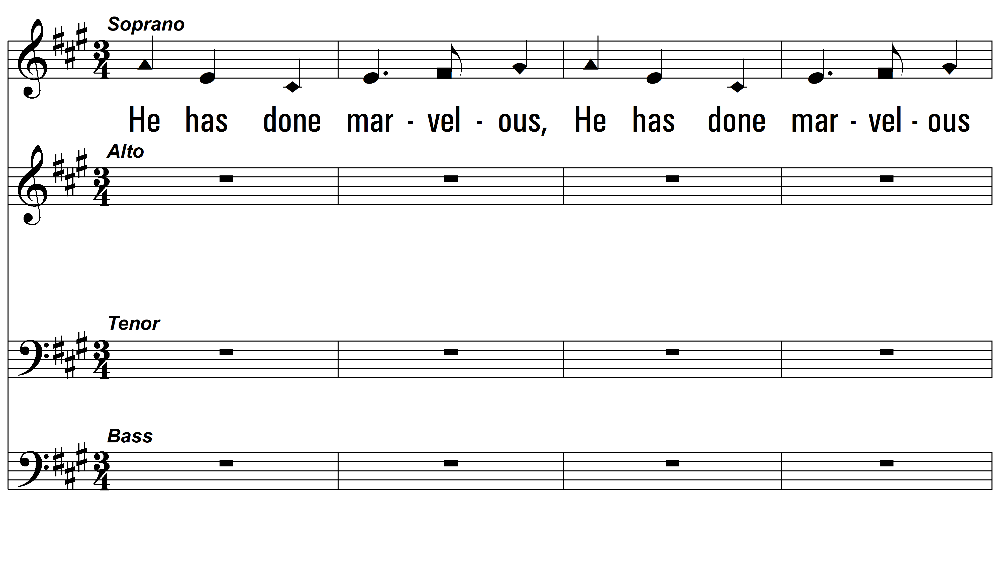 Soprano
He has done mar - vel - ous, He has done mar - vel - ous
Alto
Tenor
Bass